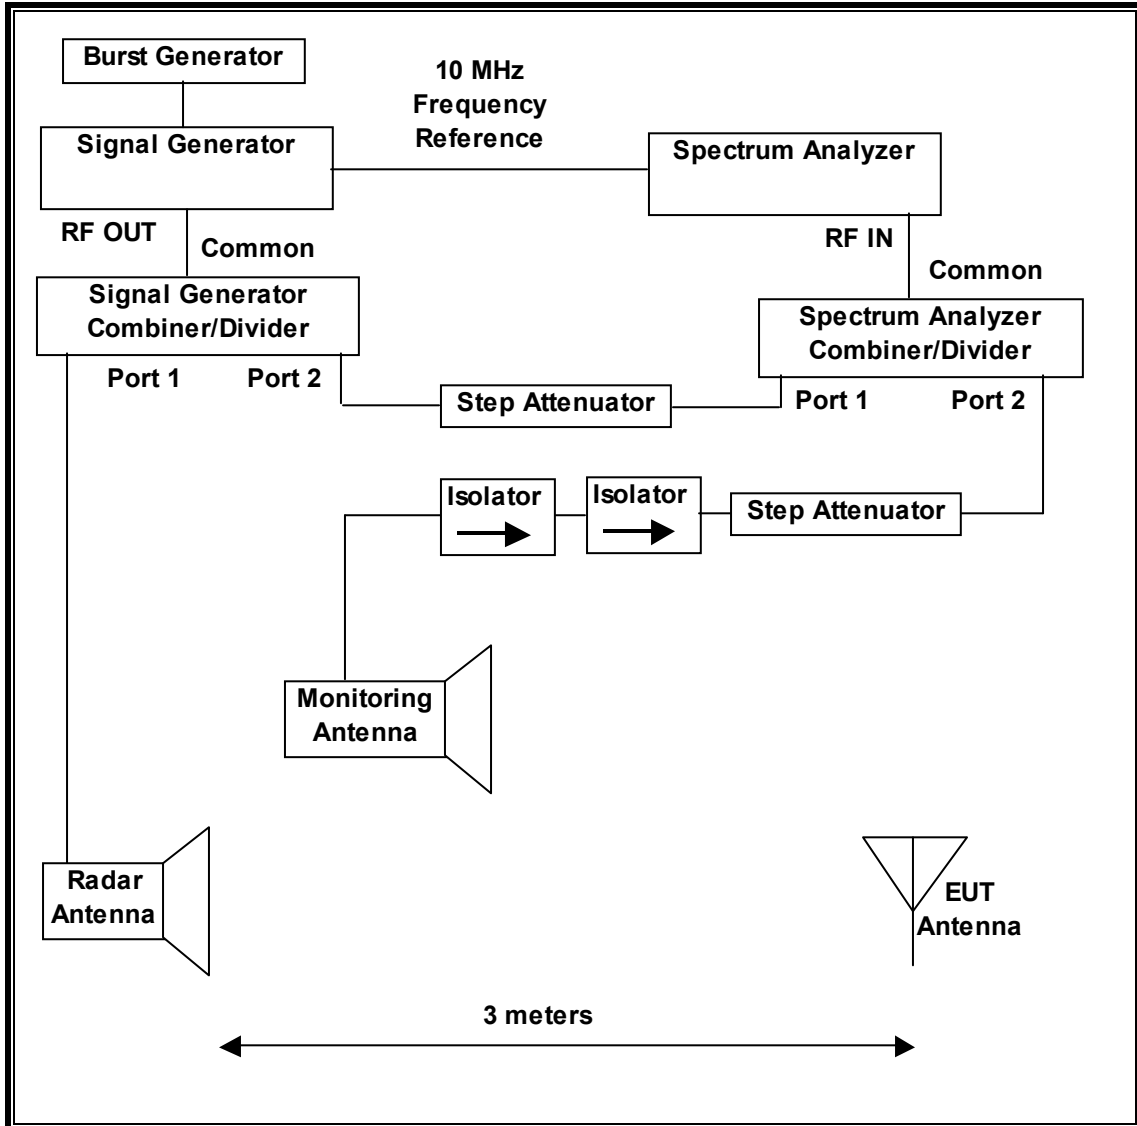 Burst Generator
10 MHz
Frequency
Reference
Signal Generator
Spectrum Analyzer
RF OUT
Common
RF IN
Common
Signal Generator
Combiner/Divider
Spectrum Analyzer
Combiner/Divider
Port 1
Port 2
Step Attenuator
Port 1
Port 2
Isolator
Isolator
Step Attenuator
Monitoring
Antenna
Radar
Antenna
EUT
Antenna
3 meters